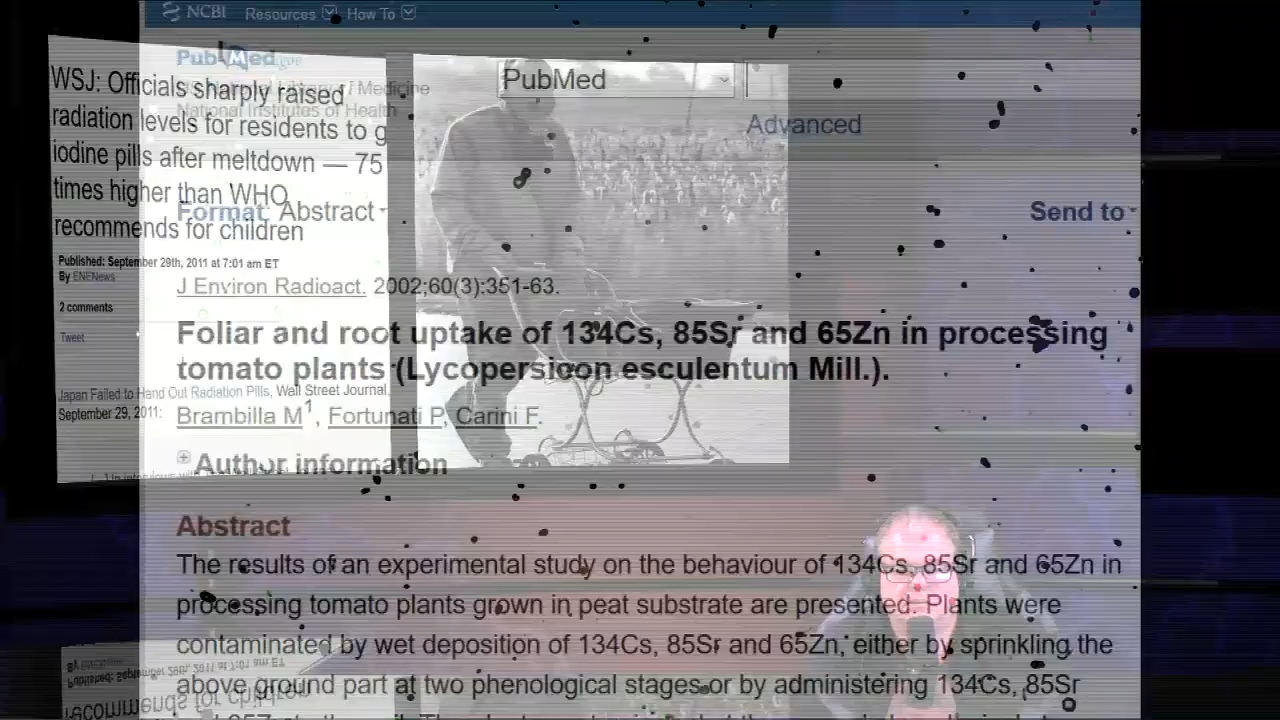 NCBI Resources How To
PubMed.gov
National Institutes of Health
PubMed
Advanced
WSJ: Officials sharply raised
radiation levels for residents to g
iodine pills after meltdown — 75
times higher than WHO
recommends for children
Published: September 29th, 2011 at 7:01 am ET
By ENENews
2 comments
Tweet
Japan Failed to Hand Out Radiation Pills, Wall Street Journal,
September 29, 2011:
Format: Abstract
Send to
J Environ Radioact. 2002;60(3):351-63.
Foliar and root uptake of 134Cs, 85Sr and 65Zn in processing
tomato plants (Lycopersicon esculentum Mill.).
Brambilla M1, Fortunati P, Carini F.
Author information
Abstract
The results of an experimental study on the behaviour of 134Cs, 85Sr and 65Zn in
processing tomato plants grown in peat substrate are presented. Plants were
contaminated by wet deposition of 134Cs, 85Sr and 65Zn, either by sprinkling the
above ground part at two phenological stages or by administering 134Cs, 85Sr